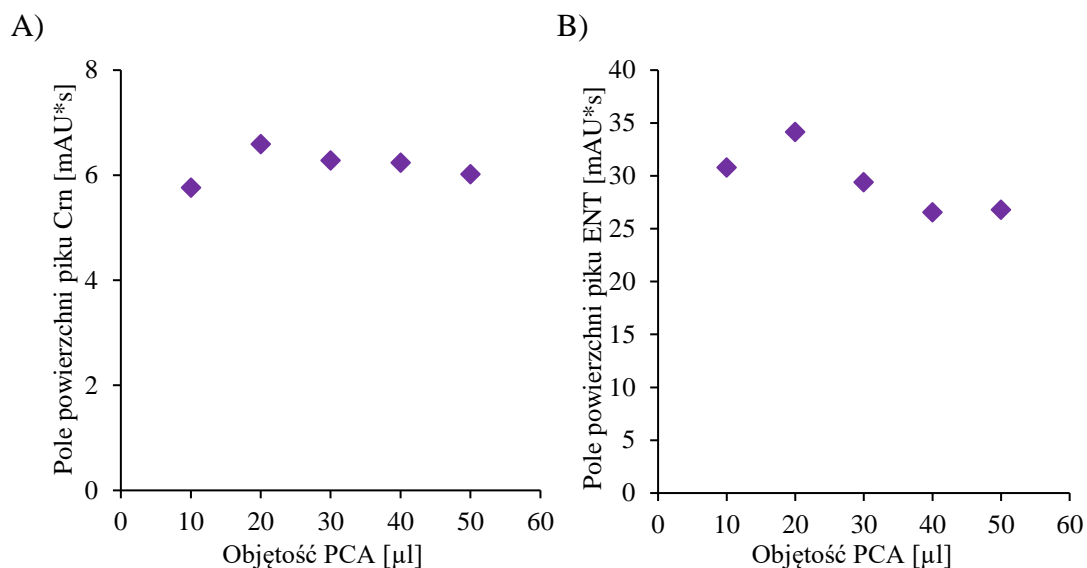 A)
Pole powierzchni piku Crn [mAU*s]
8
6
4
2
0
0 10 20 30 40 50 60
Objętość PCA [µl]
B)
Pole powierzchni piku ENT [mAU*s]
40
35
30
25
20
15
10
5
0
0 10 20 30 40 50 60
Objętość PCA [µl]